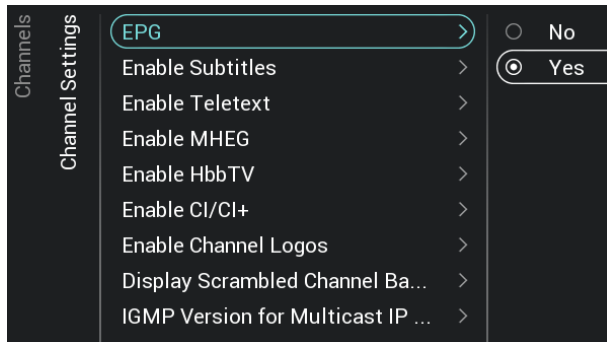 Channels
Channel Settings
EPG
Enable Subtitles
Enable Teletext
Enable MHEG
Enable HbbTV
Enable CI/CI+
Enable Channel Logos
Display Scrambled Channel Ba...
IGMP Version for Multicast IP ...
No
Yes